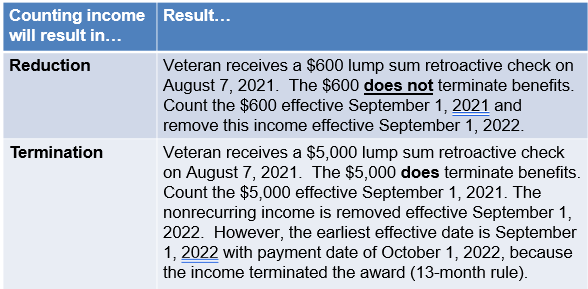 Counting income Result…
will result in…
Reduction Veteran receives a $600 lump sum retroactive check on
August 7, 2021.  The $600 does not terminate benefits.
Count the $600 effective September 1, 2021 and
remove this income effective September 1, 2022.
Termination Veteran receives a $5,000 lump sum retroactive check
on August 7, 2021.  The $5,000 does terminate benefits.
Count the $5,000 effective September 1, 2021. The
nonrecurring income is removed effective September 1,
2022.  However, the earliest effective date is September
1, 2022 with payment date of October 1, 2022, because
the income terminated the award (13-month rule).